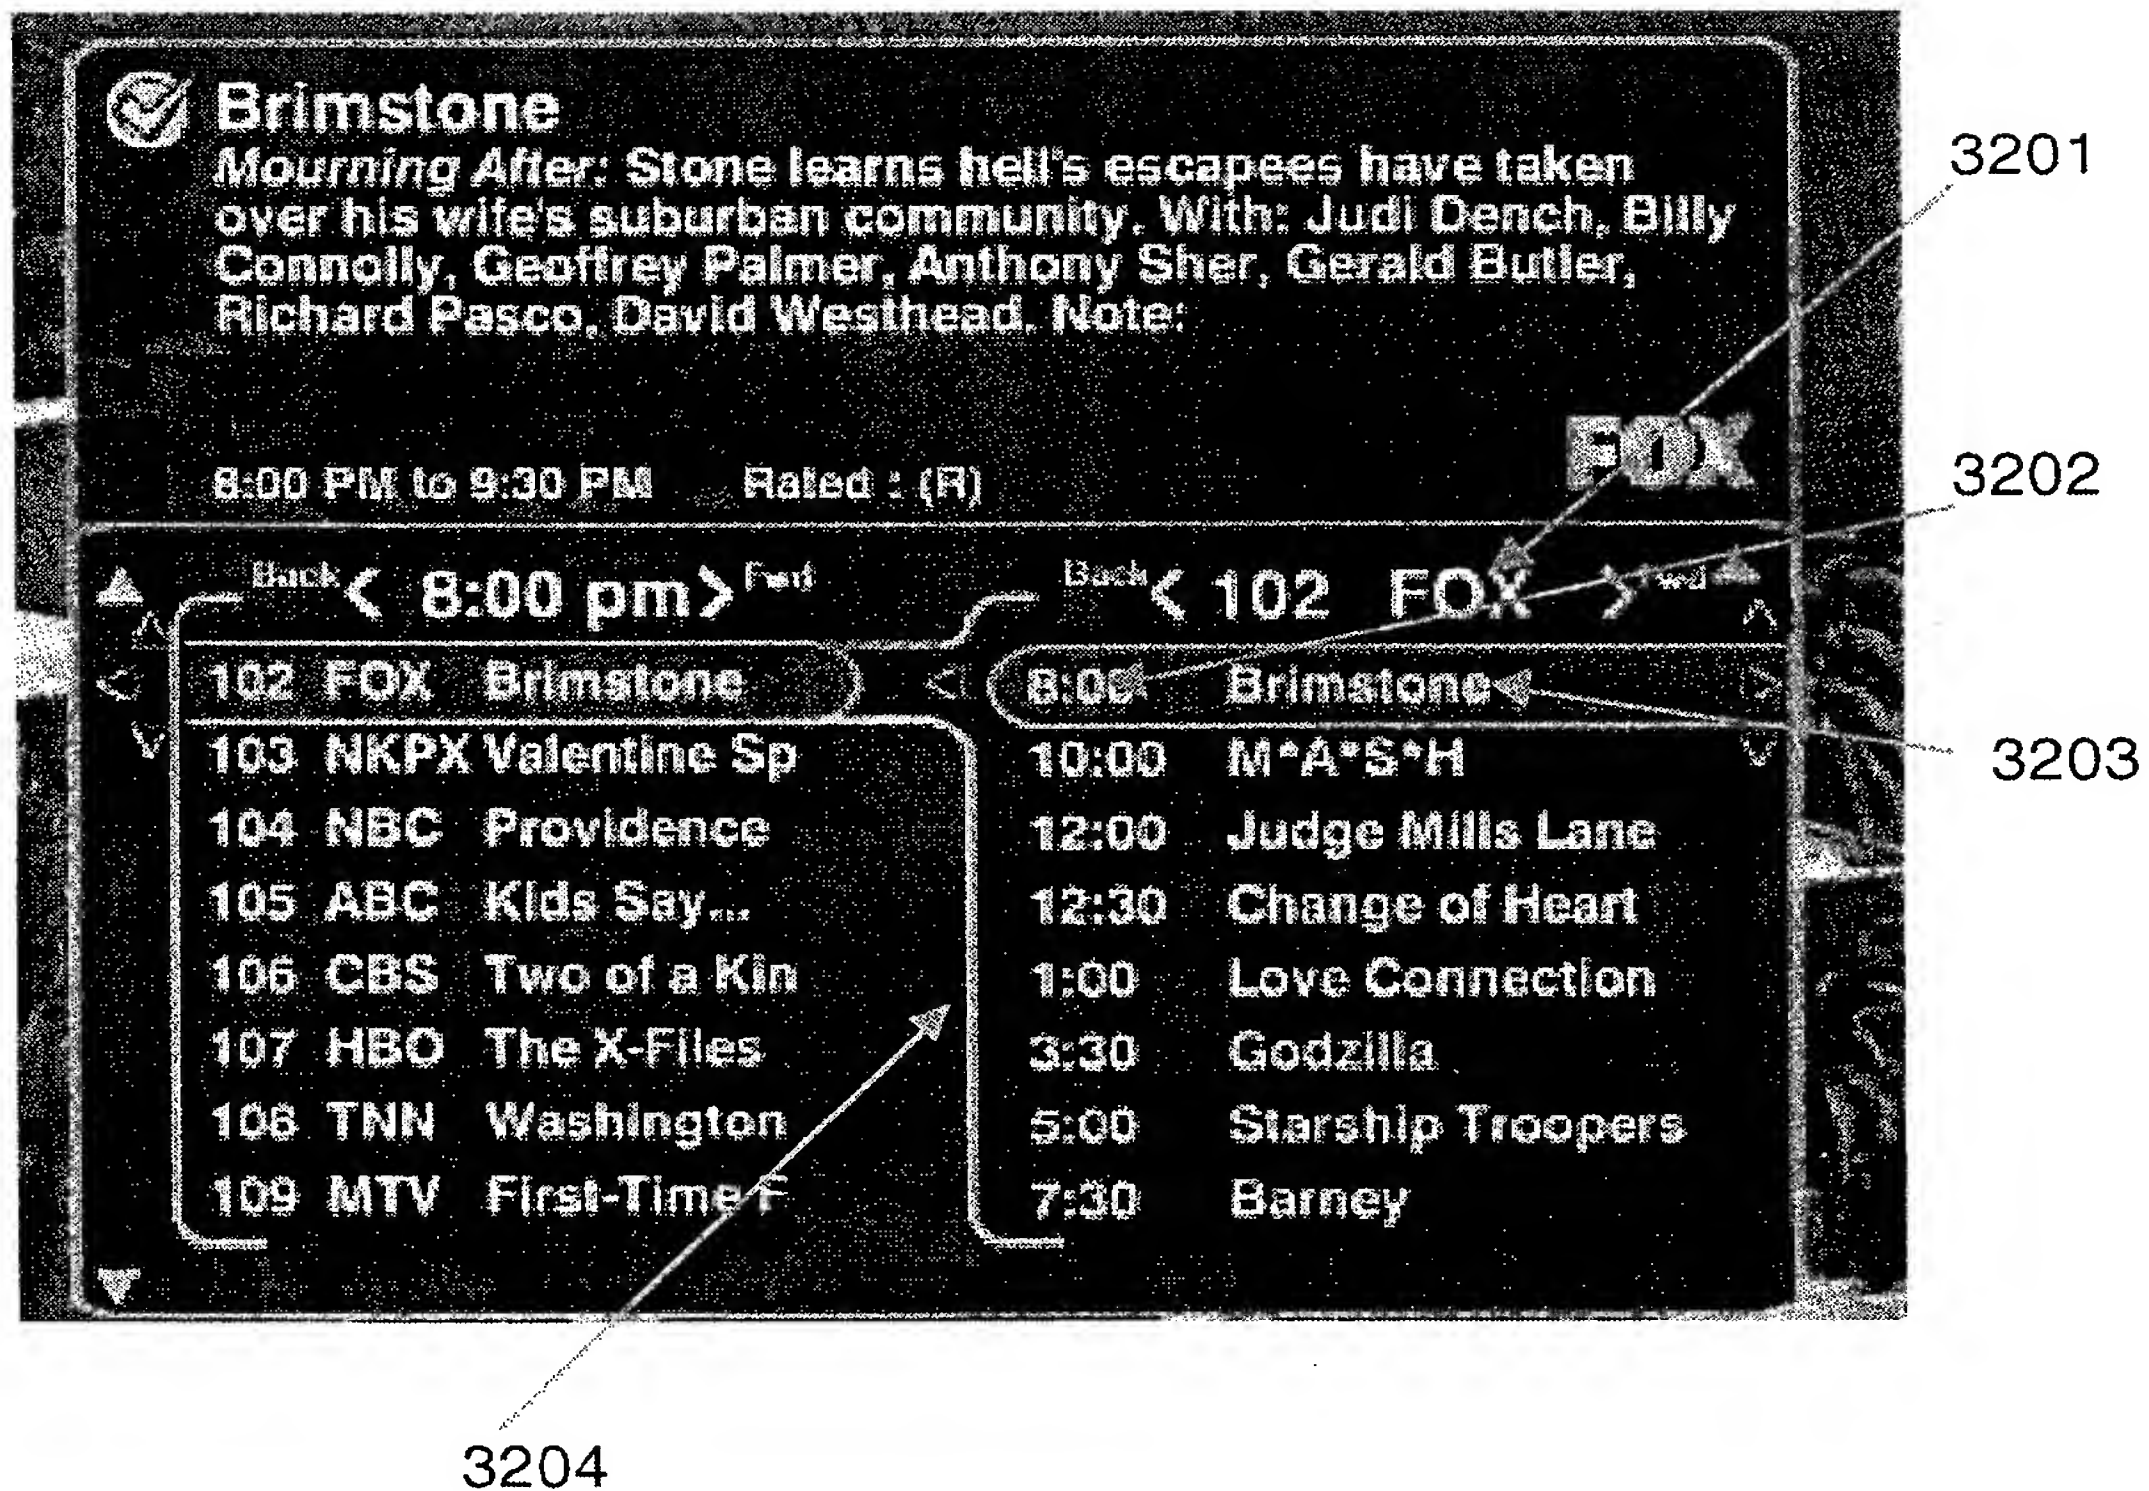 Brimstone
Mourning After: Stone learns hell's escapees have taken
over his wife's suburban community. With: Judi Dench, Billy
Connolly, Geoffrey Palmer, Anthony Sher, Gerald Butler,
Richard Pasco, David Westhead. Note:
FOX
8:00 PM to 9:30 PM Rated : (R)
Back < 8:00 pm > Fwd
102 FOX Brimstone
103 NKPX Valentine Sp
104 NBC Providence
105 ABC Kids Say...
106 CBS Two of a Kin
107 HBO The X-Files
108 TNN Washington
109 MTV First-Time F
Back < 102 FOX > Fwd
8:00 Brimstone
10:00 M*A*S*H
12:00 Judge Mills Lane
12:30 Change of Heart
1:00 Love Connection
3:30 Godzilla
5:00 Starship Troopers
7:30 Barney
3201
3202
3203
3204